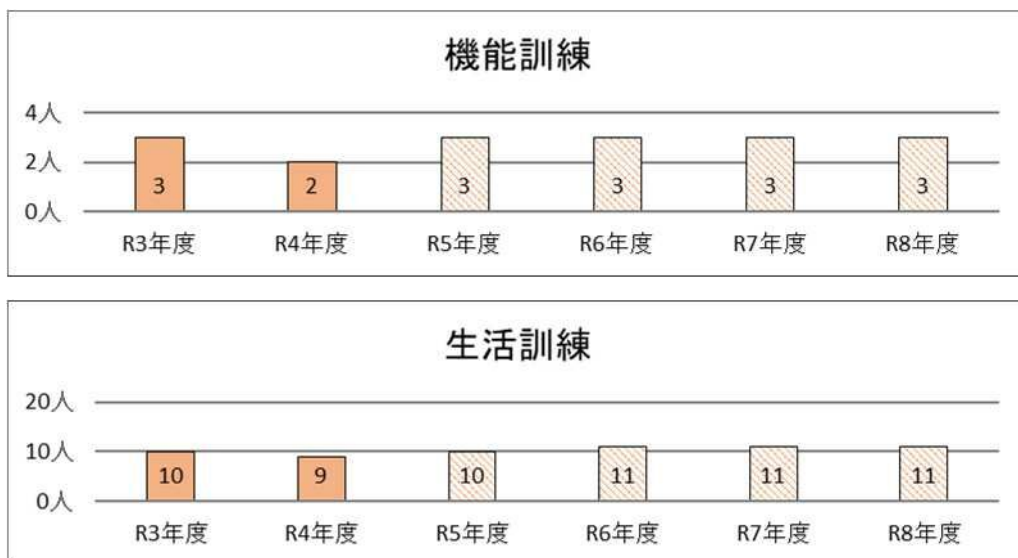 機能訓練
4人
2人
0人
3 2 3 3 3 3
R3年度 R4年度 R5年度 R6年度 R7年度 R8年度
生活訓練
20人
10人
0人
10 9 10 11 11 11
R3年度 R4年度 R5年度 R6年度 R7年度 R8年度